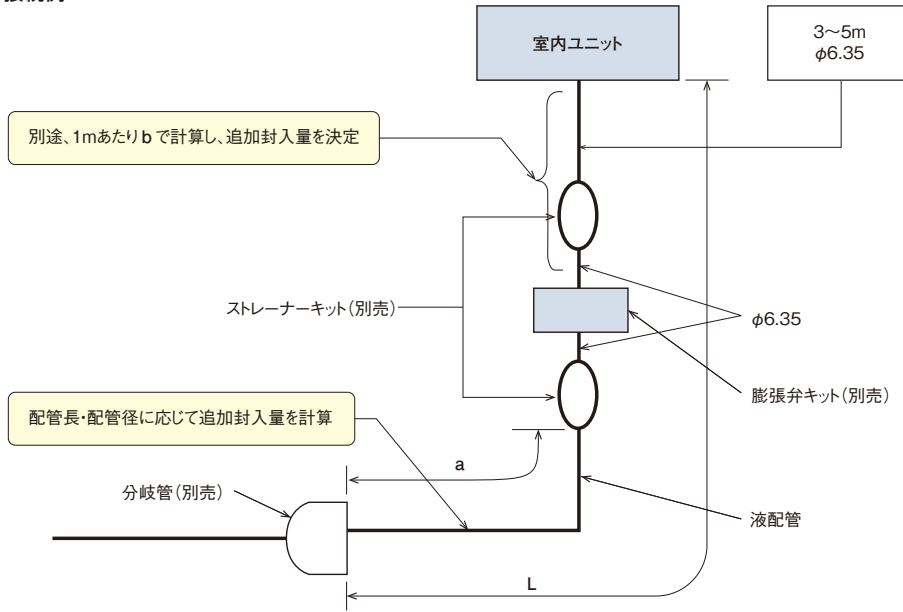 室内ユニット
3～5m
φ6.35
別途、1mあたり b で計算し、追加封入量を決定
ストレーナーキット（別売）
φ6.35
膨張弁キット（別売）
配管長・配管径に応じて追加封入量を計算
a
分岐管（別売）
液配管
L